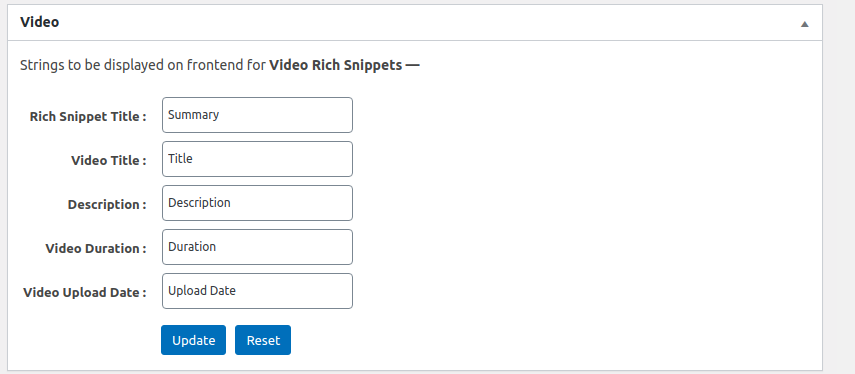 Video
Strings to be displayed on frontend for Video Rich Snippets —
Rich Snippet Title : Summary
Video Title : Title
Description : Description
Video Duration : Duration
Video Upload Date : Upload Date
Update Reset